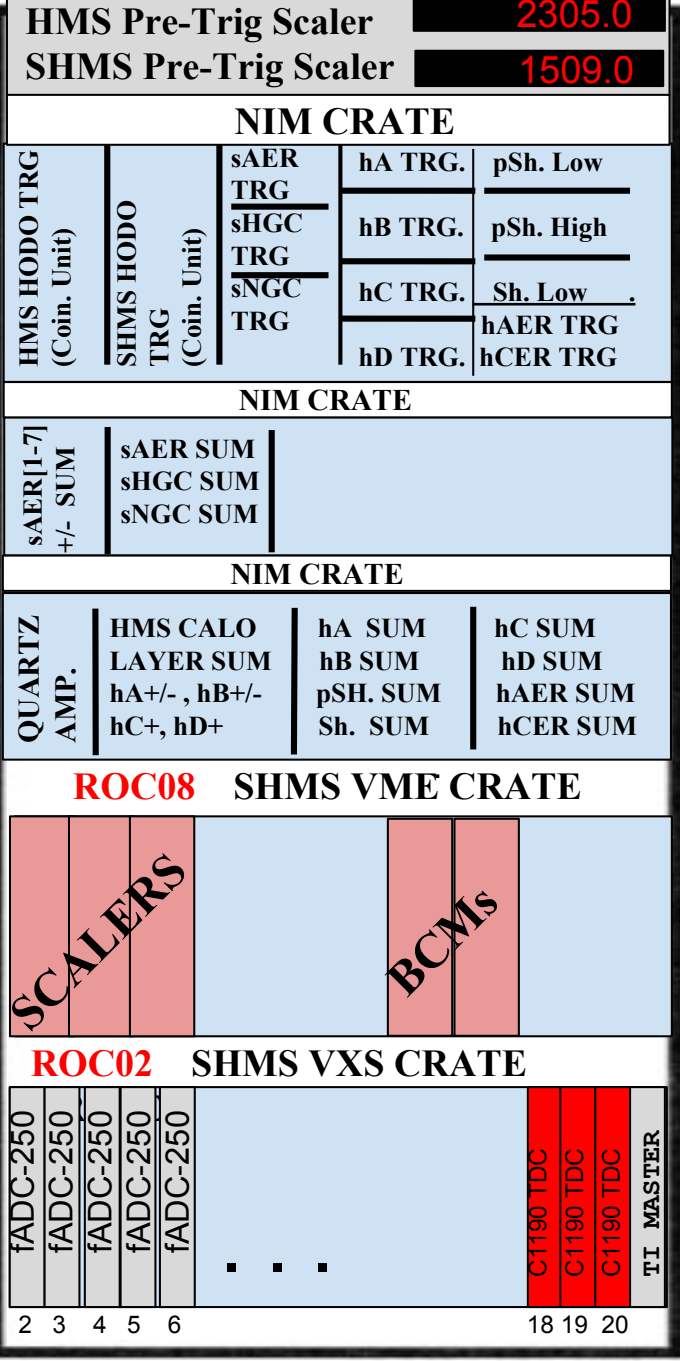 HMS Pre-Trig Scaler 2305.0
SHMS Pre-Trig Scaler 1509.0
NIM CRATE
HMS HODO TRG
(Coin. Unit)
SHMS HODO
TRG
(Coin. Unit)
sAER
TRG
sHGC
TRG
sNGC
TRG
hA TRG.
hB TRG.
hC TRG.
hD TRG.
pSh. Low
pSh. High
Sh. Low .
hAER TRG
hCER TRG
NIM CRATE
sAER[1-7]
+/- SUM
sAER SUM
sHGC SUM
sNGC SUM
NIM CRATE
QUARTZ
AMP.
HMS CALO
LAYER SUM
hA+/- , hB+/-
hC+, hD+
hA SUM
hB SUM
pSH. SUM
Sh. SUM
hC SUM
hD SUM
hAER SUM
hCER SUM
ROC08 SHMS VME CRATE
SCALERS
BCMs
ROC02 SHMS VXS CRATE
fADC-250
fADC-250
fADC-250
fADC-250
fADC-250
. . .
C1190 TDC
C1190 TDC
C1190 TDC
TI MASTER
2 3 4 5 6 18 19 20